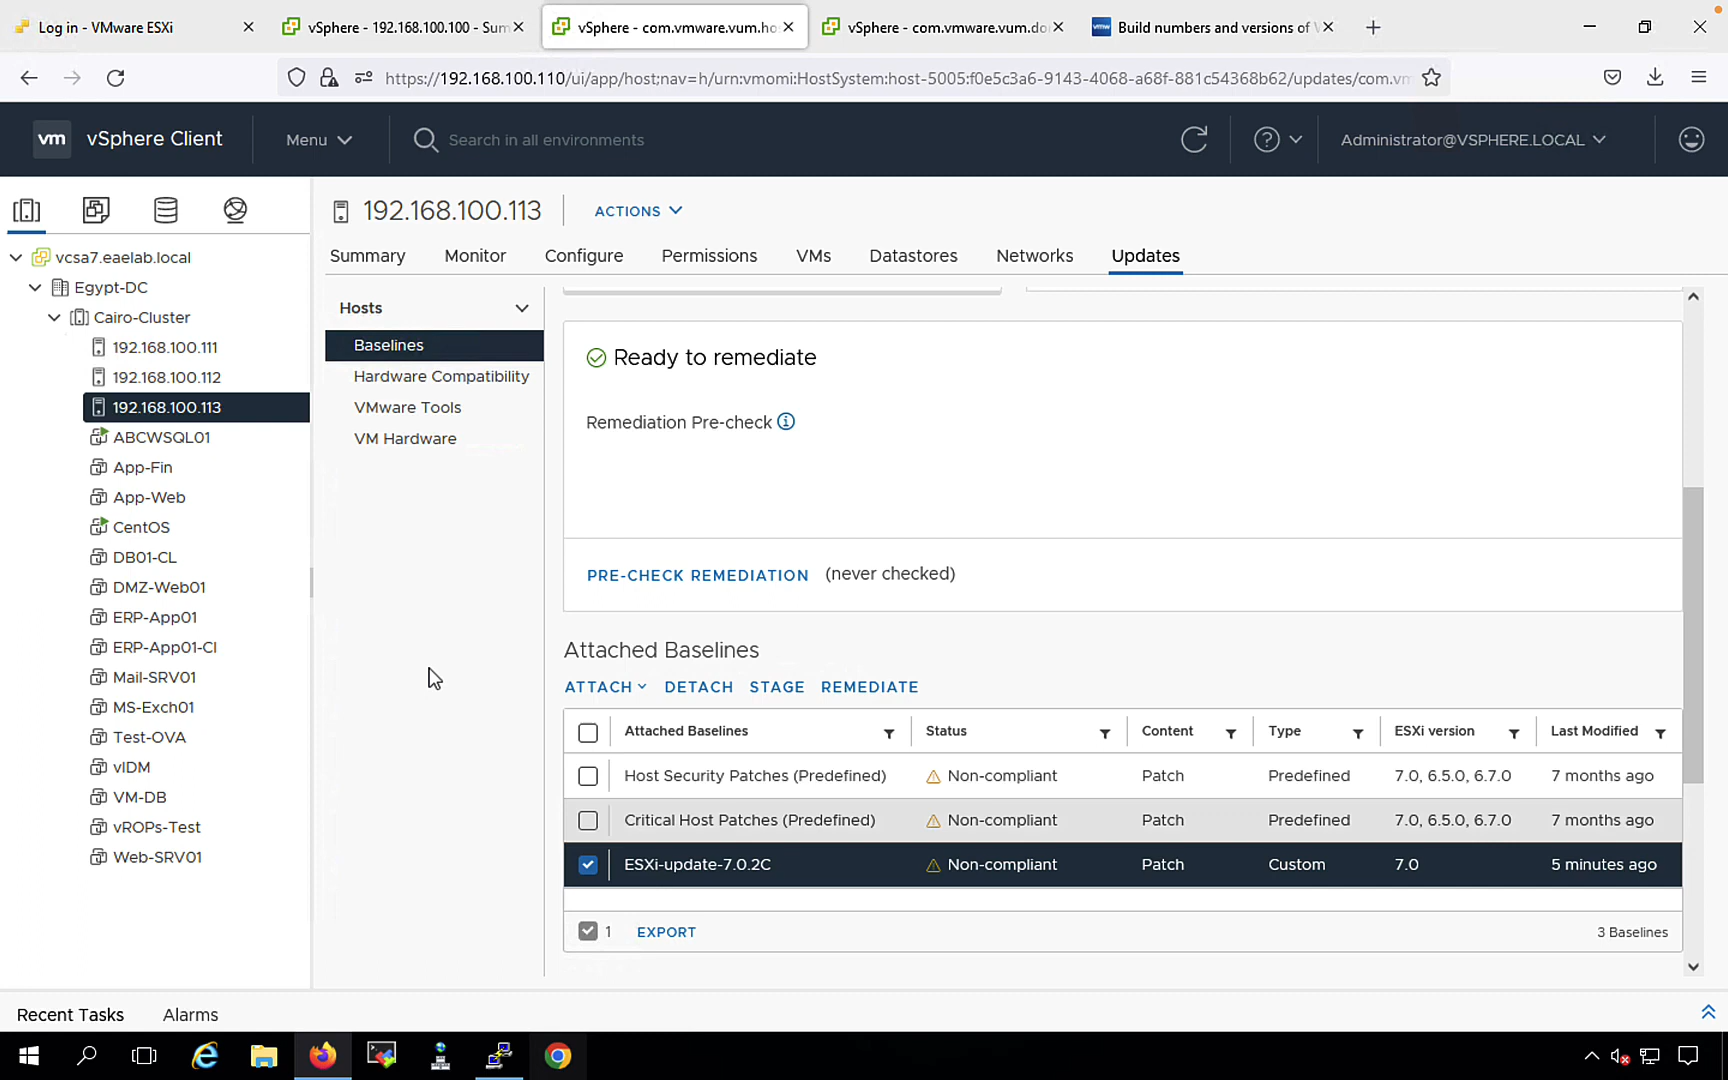 Log in - VMware ESXi
vSphere - 192.168.100.100 - Sum
vSphere - com.vmware.vum.ho
vSphere - com.vmware.vum.do
vmw
Build numbers and versions of V
https://192.168.100.110/ui/app/host;nav=h/urn:vmomi:HostSystem:host-5005:f0e5c3a6-9143-4068-a68f-881c54368b62/updates/com.vm
vm vSphere Client
Menu
Search in all environments
Administrator@VSPHERE.LOCAL
vcsa7.eaelab.local
Egypt-DC
Cairo-Cluster
192.168.100.111
192.168.100.112
192.168.100.113
ABCWSQL01
App-Fin
App-Web
CentOS
DB01-CL
DMZ-Web01
ERP-App01
ERP-App01-Cl
Mail-SRV01
MS-Exch01
Test-OVA
vIDM
VM-DB
vROPs-Test
Web-SRV01
192.168.100.113
ACTIONS
Summary Monitor Configure Permissions VMs Datastores Networks Updates
Hosts
Baselines
Hardware Compatibility
VMware Tools
VM Hardware
Ready to remediate
Remediation Pre-check
PRE-CHECK REMEDIATION (never checked)
Attached Baselines
ATTACH DETACH STAGE REMEDIATE
Attached Baselines Status Content Type ESXi version Last Modified
Host Security Patches (Predefined) Non-compliant Patch Predefined 7.0, 6.5.0, 6.7.0 7 months ago
Critical Host Patches (Predefined) Non-compliant Patch Predefined 7.0, 6.5.0, 6.7.0 7 months ago
ESXi-update-7.0.2C Non-compliant Patch Custom 7.0 5 minutes ago
1 EXPORT 3 Baselines
Recent Tasks Alarms